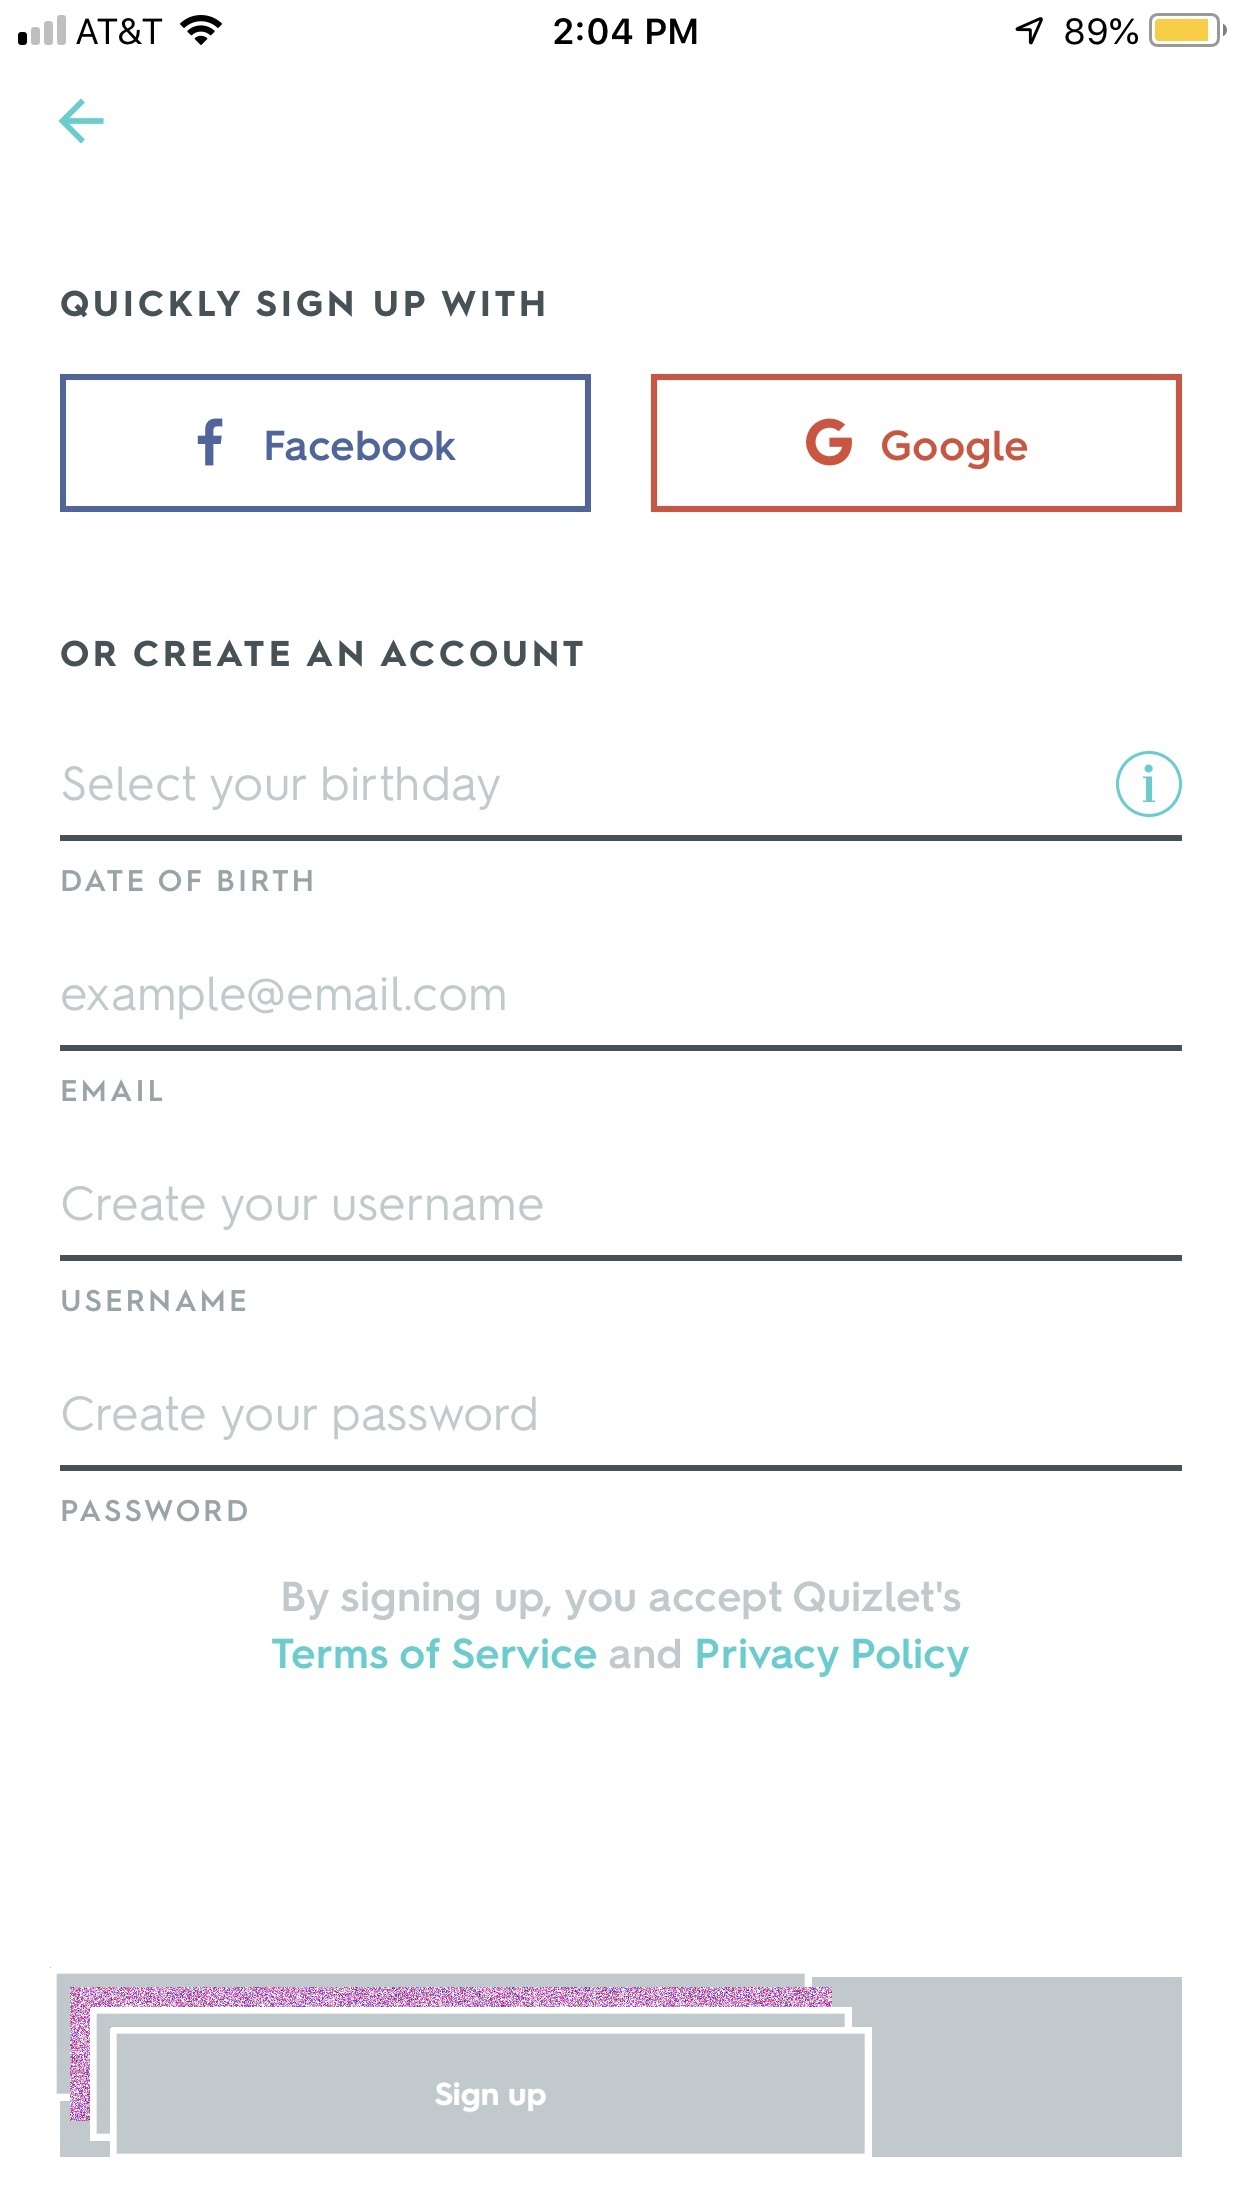 AT&T 2:04 PM 89%
QUICKLY SIGN UP WITH
Facebook Google
OR CREATE AN ACCOUNT
Select your birthday
DATE OF BIRTH
example@email.com
EMAIL
Create your username
USERNAME
Create your password
PASSWORD
By signing up, you accept Quizlet's
Terms of Service and Privacy Policy
Sign up